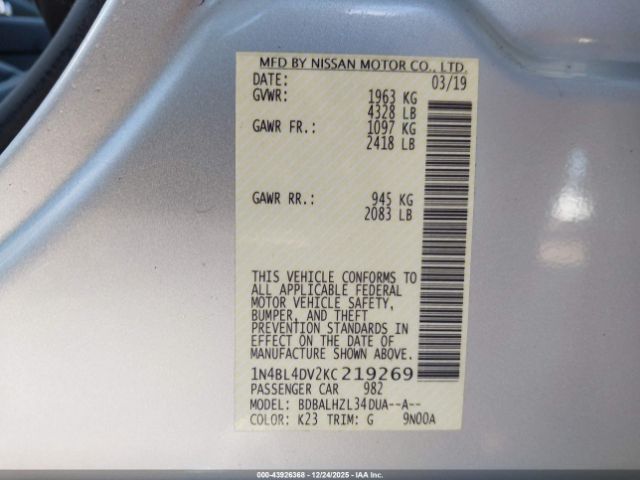 MFD BY NISSAN MOTOR CO., LTD.
DATE: 03/19
GVWR: 1963 KG
4328 LB
GAWR FR.: 1097 KG
2418 LB
GAWR RR.: 945 KG
2083 LB
THIS VEHICLE CONFORMS TO
ALL APPLICABLE FEDERAL
MOTOR VEHICLE SAFETY,
BUMPER, AND THEFT
PREVENTION STANDARDS IN
EFFECT ON THE DATE OF
MANUFACTURE SHOWN ABOVE.
1N4BL4DV2KC219269
PASSENGER CAR 982
MODEL: BDBALHZL34DUA--A--
COLOR: K23 TRIM: G 9N00A
000-43926368 • 12/24/2025 - IAAI.COM